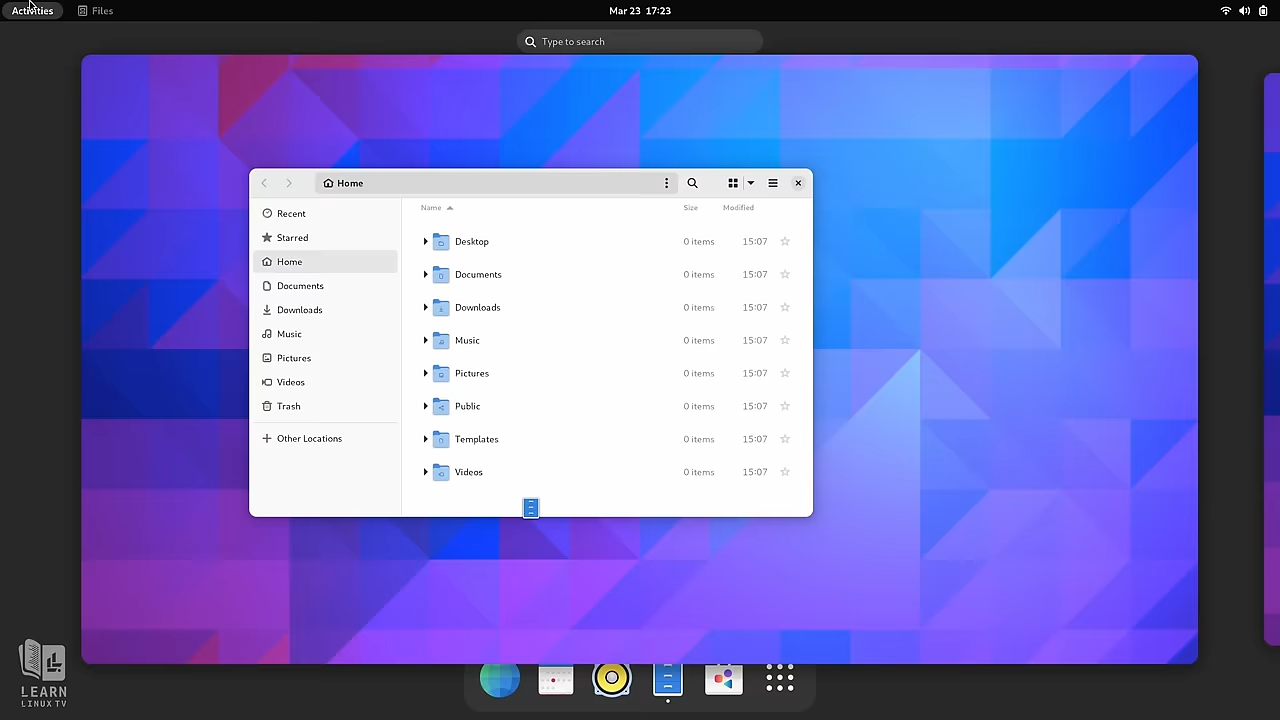 Activities Files Mar 23 17:23
Type to search
Home
Name Size Modified
Recent
Starred
Home
Documents
Downloads
Music
Pictures
Videos
Trash
Other Locations
Desktop 0 items 15:07
Documents 0 items 15:07
Downloads 0 items 15:07
Music 0 items 15:07
Pictures 0 items 15:07
Public 0 items 15:07
Templates 0 items 15:07
Videos 0 items 15:07
LEARN
LINUX TV